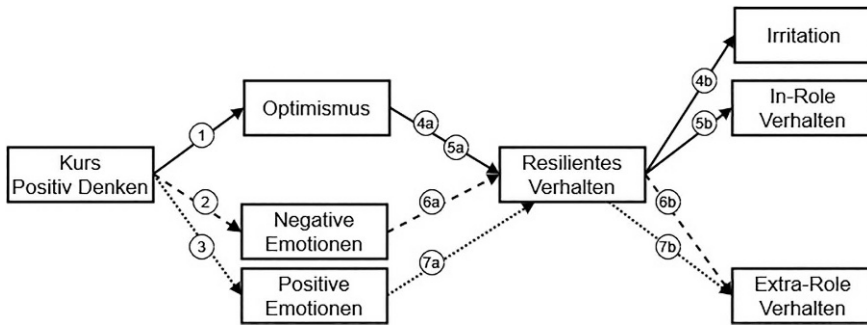 Irritation
4b
In-Role
Verhalten
5b
Optimismus
4a
5a
1
Kurs
Positiv Denken
Resilientes
Verhalten
2
6a
6b
Negative
Emotionen
3
7a
7b
Positive
Emotionen
Extra-Role
Verhalten